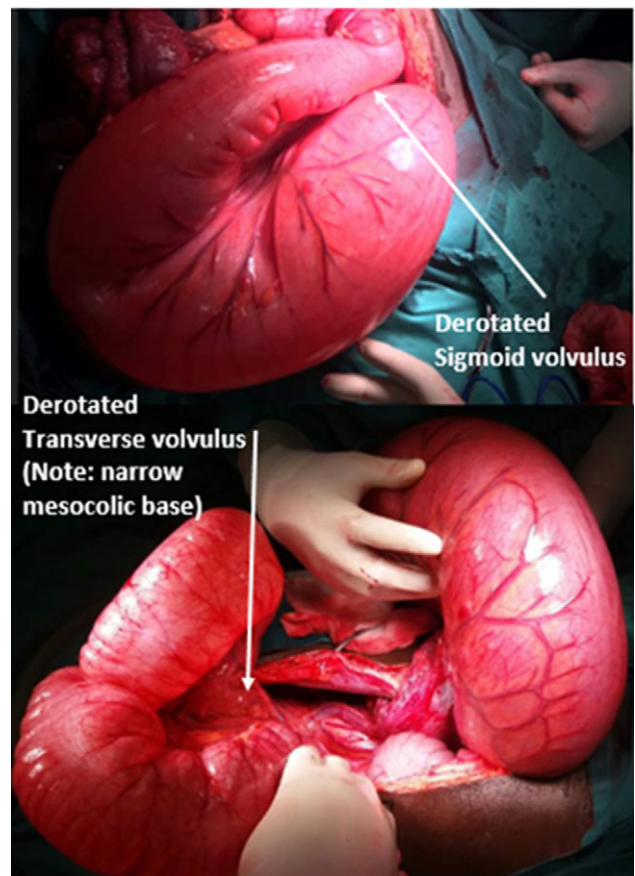 Derotated
Sigmoid volvulus
Derotated
Transverse volvulus
(Note: narrow
mesocolic base)